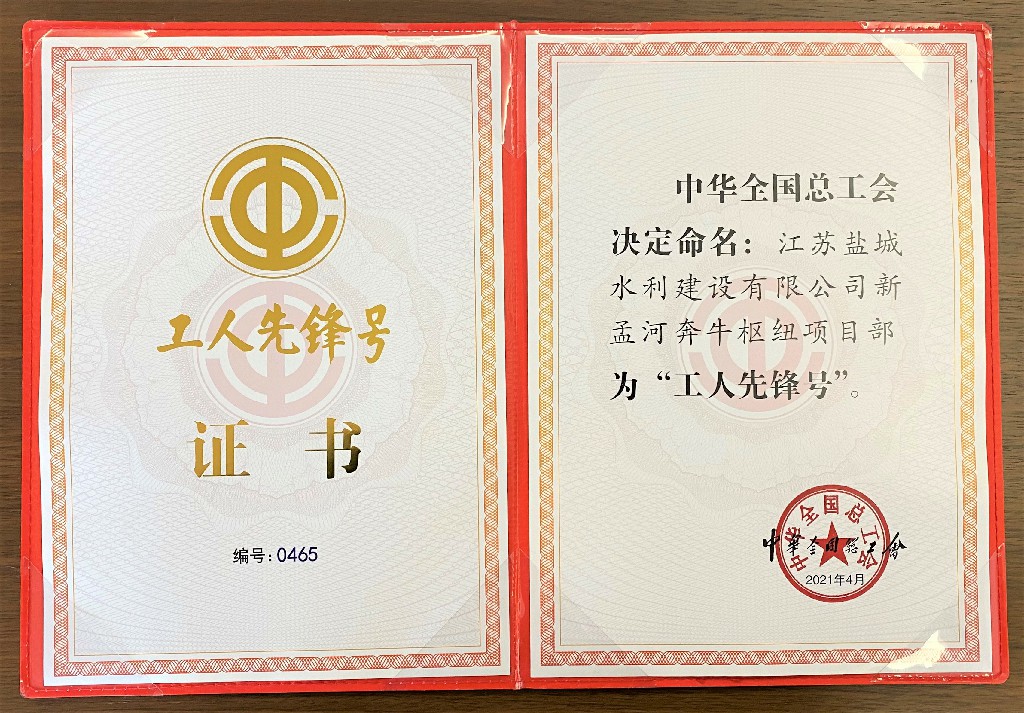 工人先锋号
证书
编号:0465
中华全国总工会
决定命名：江苏盐城
水利建设有限公司新
孟河奔牛枢纽项目部
为“工人先锋号”。
中华全国总工会
中华全国总工会
2021年4月